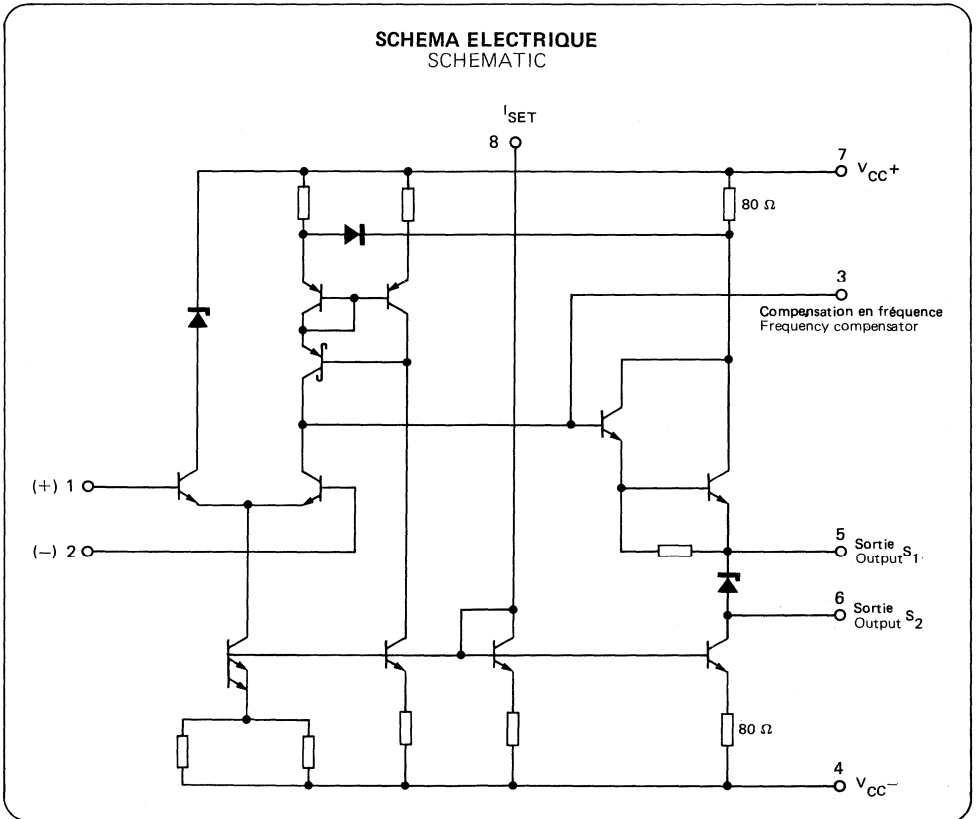 SCHEMA ELECTRIQUE
SCHEMATIC
I SET
8
7
V CC +
80 Ω
3
Compensation en fréquence
Frequency compensator
(+) 1
(−) 2
5
Sortie
Output S1
6
Sortie
Output S2
80 Ω
4
V CC −